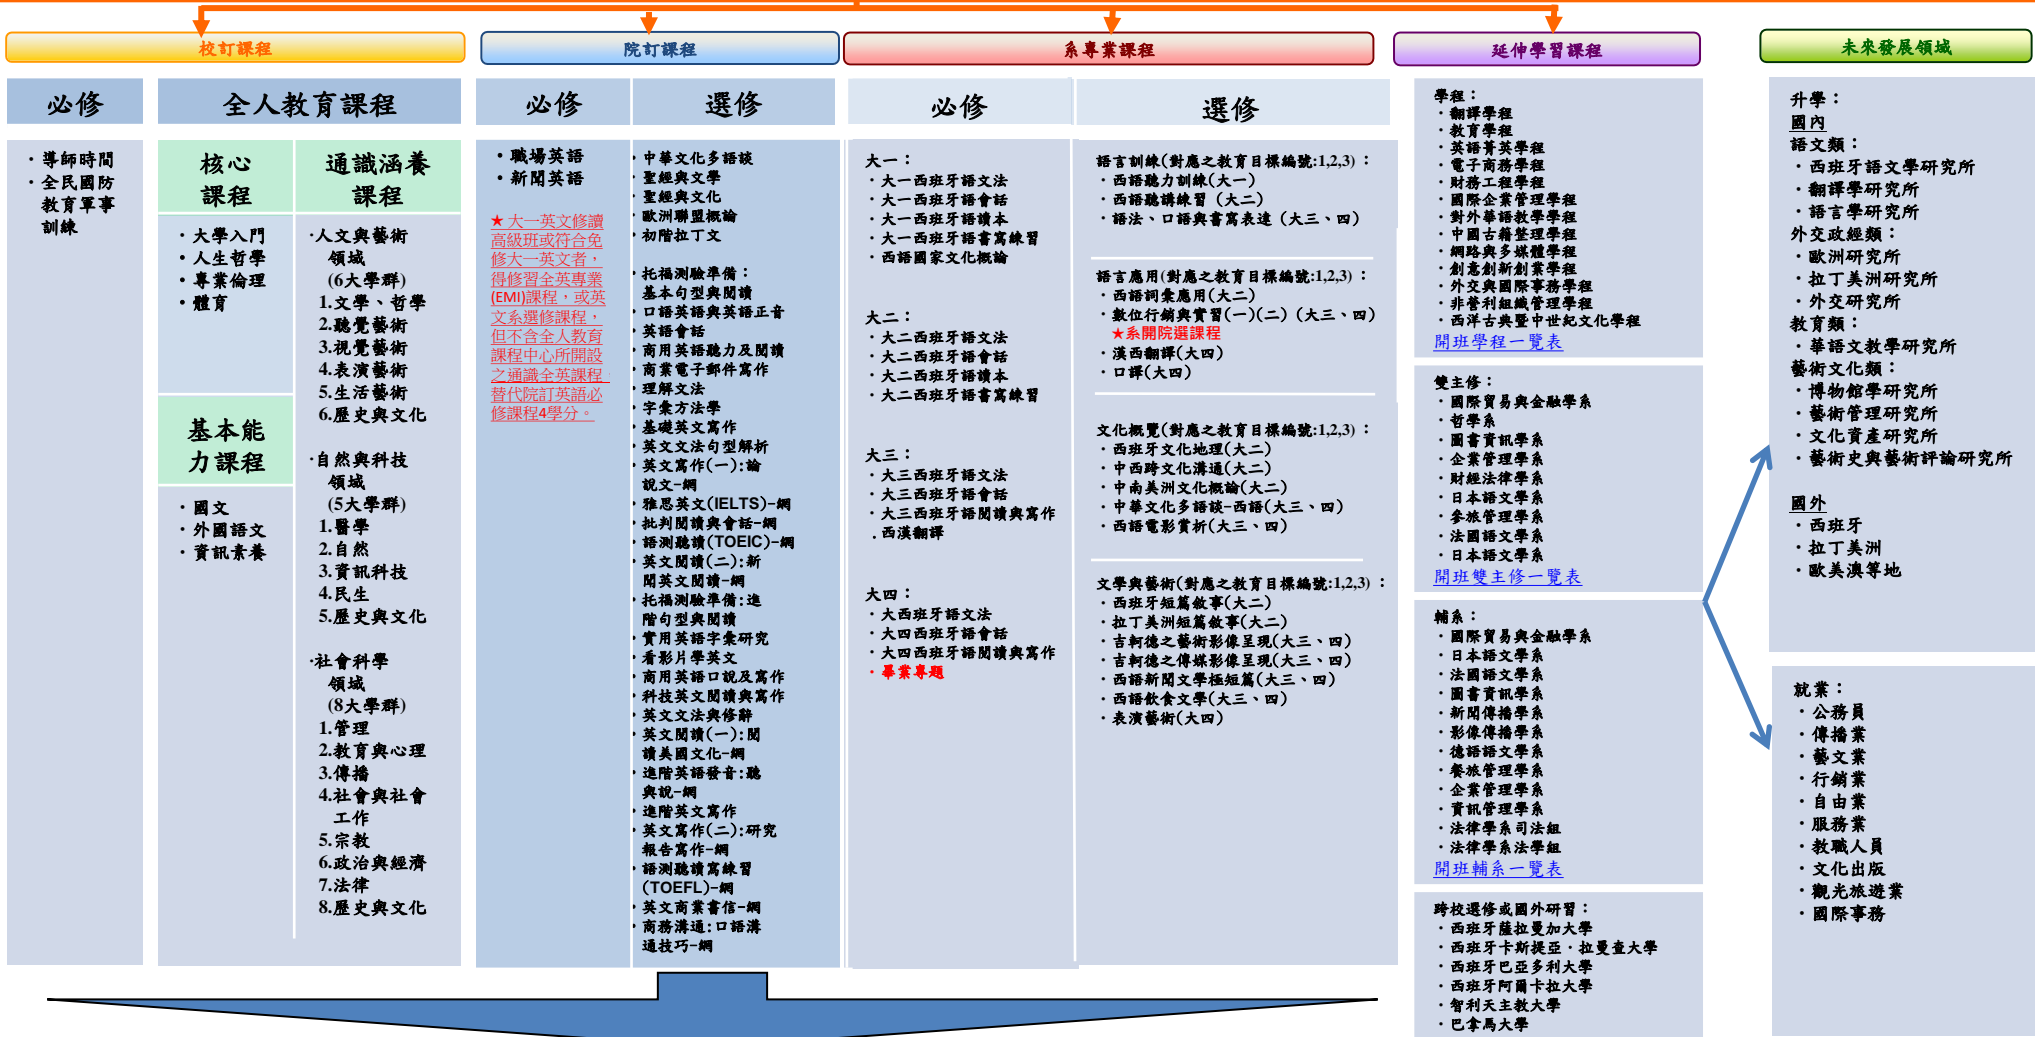 校訂課程
必修
・導師時間
・全民國防
教育軍事
訓練
全人教育課程
核心
課程
・大學入門
・人生哲學
・專業倫理
・體育
基本能
力課程
・國文
・外國語文
・資訊素養
通識涵養
課程
·人文與藝術
領域
(6大學群)
1.文學、哲學
2.聽覺藝術
3.視覺藝術
4.表演藝術
5.生活藝術
6.歷史與文化
·自然與科技
領域
(5大學群)
1.醫學
2.自然
3.資訊科技
4.民生
5.歷史與文化
·社會科學
領域
(8大學群)
1.管理
2.教育與心理
3.傳播
4.社會與社會
工作
5.宗教
6.政治與經濟
7.法律
8.歷史與文化
院訂課程
必修
・職場英語
・新聞英語
★大一英文修讀
高級班或符合免
修大一英文者，
得修習全英專業
(EMI)課程，或英
文系選修課程，
但不含全人教育
課程中心所開設
之通識全英課程，
替代院訂英語必
修課程4學分。
選修
・中華文化多語談
・聖經與文學
・聖經與文化
・歐洲聯盟概論
・初階拉丁文
・托福測驗準備：
基本句型與閱讀
・口語英語與英語正音
・英語會話
・商用英語聽力及閱讀
・商業電子郵件寫作
・理解文法
・字彙方法學
・基礎英文寫作
・英文文法句型解析
・英文寫作(一):論
說文-網
・雅思英文(IELTS)-網
・批判閱讀與會話-網
・語測聽讀(TOEIC)-網
・英文閱讀(二):新
聞英文閱讀-網
・托福測驗準備:進
階句型與閱讀
・實用英語字彙研究
・看影片學英文
・商用英語口說及寫作
・科技英文閱讀與寫作
・英文文法與修辭
・英文閱讀(一):閱
讀美國文化-網
・進階英語發音:聽
與說-網
・進階英文寫作
・英文寫作(二):研究
報告寫作-網
・語測聽讀寫練習
(TOEFL)-網
・英文商業書信-網
・商務溝通:口語溝
通技巧-網
系專業課程
必修
大一：
・大一西班牙語文法
・大一西班牙語會話
・大一西班牙語讀本
・大一西班牙語書寫練習
・西語國家文化概論
大二：
・大二西班牙語文法
・大二西班牙語會話
・大二西班牙語讀本
・大二西班牙語書寫練習
大三：
・大三西班牙語文法
・大三西班牙語會話
・大三西班牙語閱讀與寫作
.西漢翻譯
大四：
・大西班牙語文法
・大四西班牙語會話
・大四西班牙語閱讀與寫作
・畢業專題
選修
語言訓練(對應之教育目標編號:1,2,3)：
・西語聽力訓練(大一)
・西語聽講練習 (大二)
・語法、口語與書寫表達 (大三、四)
語言應用(對應之教育目標編號:1,2,3)：
・西語詞彙應用(大二)
・數位行銷與實習(一)(二) (大三、四)
★系開院選課程
・漢西翻譯(大四)
・口譯(大四)
文化概覽(對應之教育目標編號:1,2,3)：
・西班牙文化地理(大二)
・中西跨文化溝通(大二)
・中南美洲文化概論(大二)
・中華文化多語談-西語(大三、四)
・西語電影賞析(大三、四)
文學與藝術(對應之教育目標編號:1,2,3)：
・西班牙短篇敘事(大二)
・拉丁美洲短篇敘事(大二)
・吉軻德之藝術影像呈現(大三、四)
・吉軻德之傳媒影像呈現(大三、四)
・西語新聞文學極短篇(大三、四)
・西語飲食文學(大三、四)
・表演藝術(大四)
延伸學習課程
學程：
・翻譯學程
・教育學程
・英語菁英學程
・電子商務學程
・財務工程學程
・國際企業管理學程
・對外華語教學學程
・中國古籍整理學程
・網路與多媒體學程
・創意創新創業學程
・外交與國際事務學程
・非營利組織管理學程
・西洋古典暨中世紀文化學程
開班學程一覽表
雙主修：
・國際貿易與金融學系
・哲學系
・圖書資訊學系
・企業管理學系
・財經法律學系
・日本語文學系
・參旅管理學系
・法國語文學系
・日本語文學系
開班雙主修一覽表
輔系：
・國際貿易與金融學系
・日本語文學系
・法國語文學系
・圖書資訊學系
・新聞傳播學系
・影像傳播學系
・德語語文學系
・餐旅管理學系
・企業管理學系
・資訊管理學系
・法律學系司法組
・法律學系法學組
開班輔系一覽表
跨校選修或國外研習：
・西班牙薩拉曼加大學
・西班牙卡斯提亞·拉曼查大學
・西班牙巴亞多利大學
・西班牙阿爾卡拉大學
・智利天主教大學
・巴拿馬大學
未來發展領域
升學：
國內
語文類：
・西班牙語文學研究所
・翻譯學研究所
・語言學研究所
外交政經類：
・歐洲研究所
・拉丁美洲研究所
・外交研究所
教育類：
・華語文教學研究所
藝術文化類：
・博物館學研究所
・藝術管理研究所
・文化資產研究所
・藝術史與藝術評論研究所
國外
・西班牙
・拉丁美洲
・歐美澳等地
就業：
・公務員
・傳播業
・藝文業
・行銷業
・自由業
・服務業
・教職人員
・文化出版
・觀光旅遊業
・國際事務